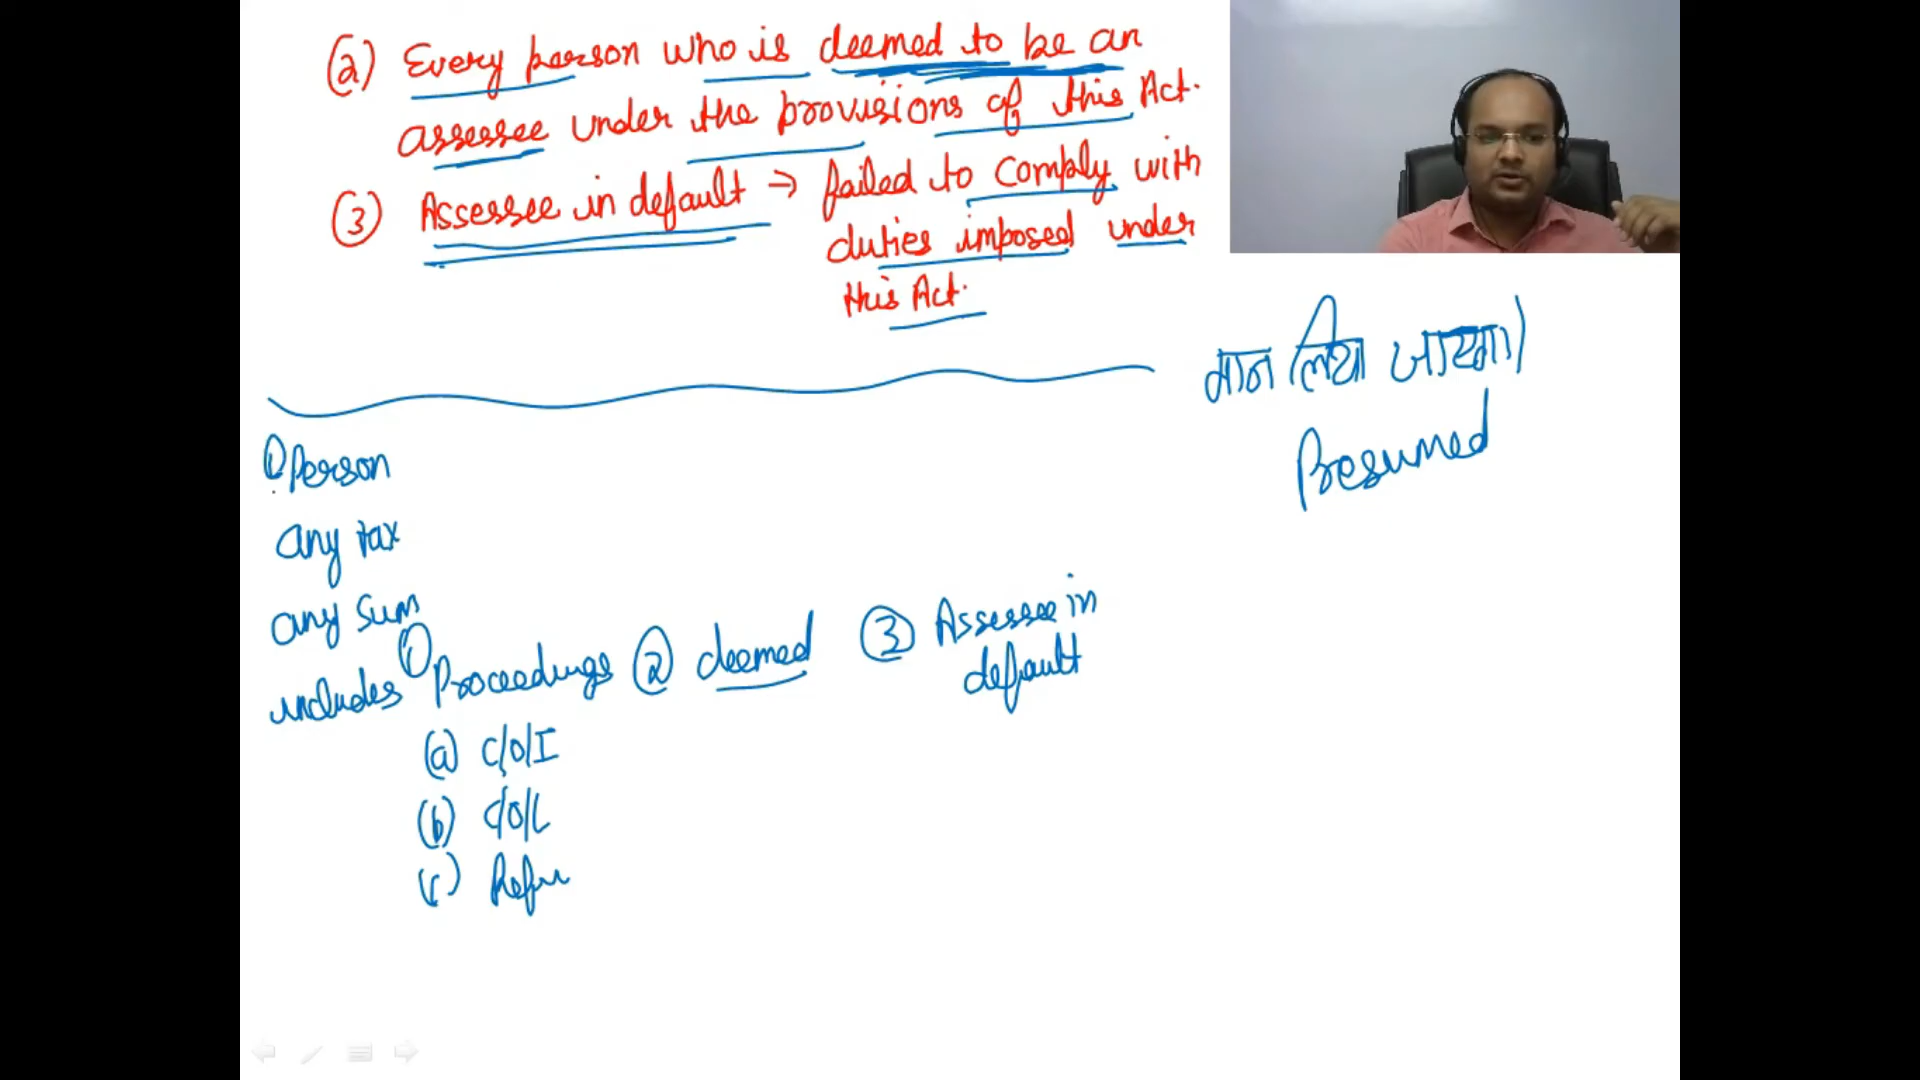 (2) Every person who is deemed to be an
assessee under the provisions of this Act.
(3) Assessee in default → failed to comply with
duties imposed under
this Act.
मान लिया जायेगा।
Presumed
(1) Person
any tax
any sum
includes (1) Proceedings (2) deemed (3) Assessee in
default
(a) C/O/I
(b) C/O/L
(c) Refu